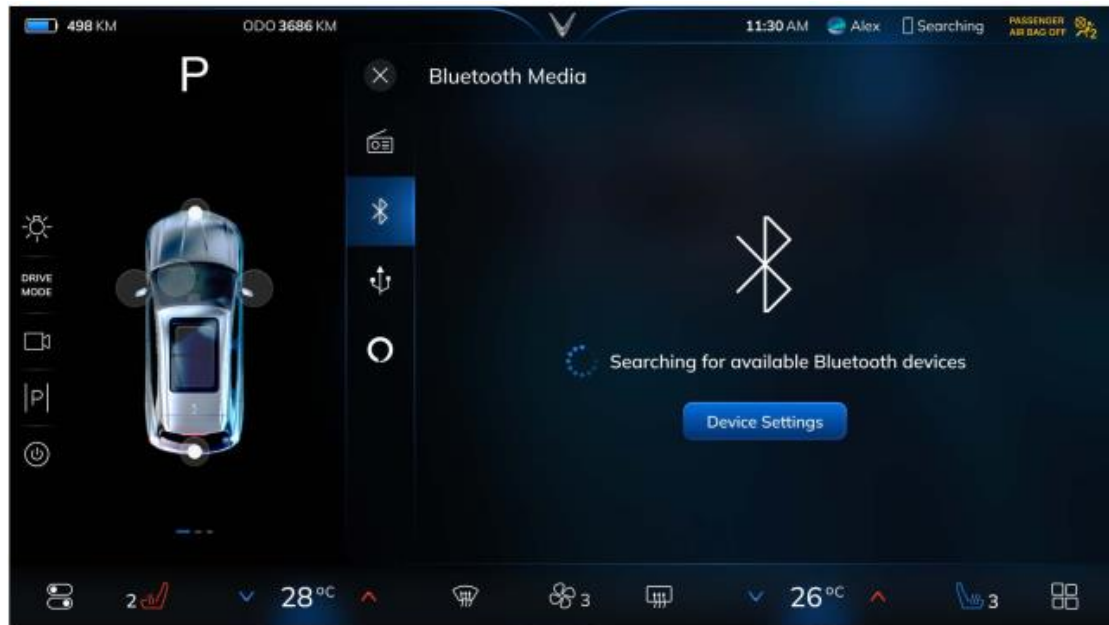 498 KM
ODO 3686 KM
11:30 AM
Alex
Searching
PASSENGER
AIR BAG OFF
2
P
Bluetooth Media
DRIVE
MODE
P
Searching for available Bluetooth devices
Device Settings
2
28°C
3
26°C
3